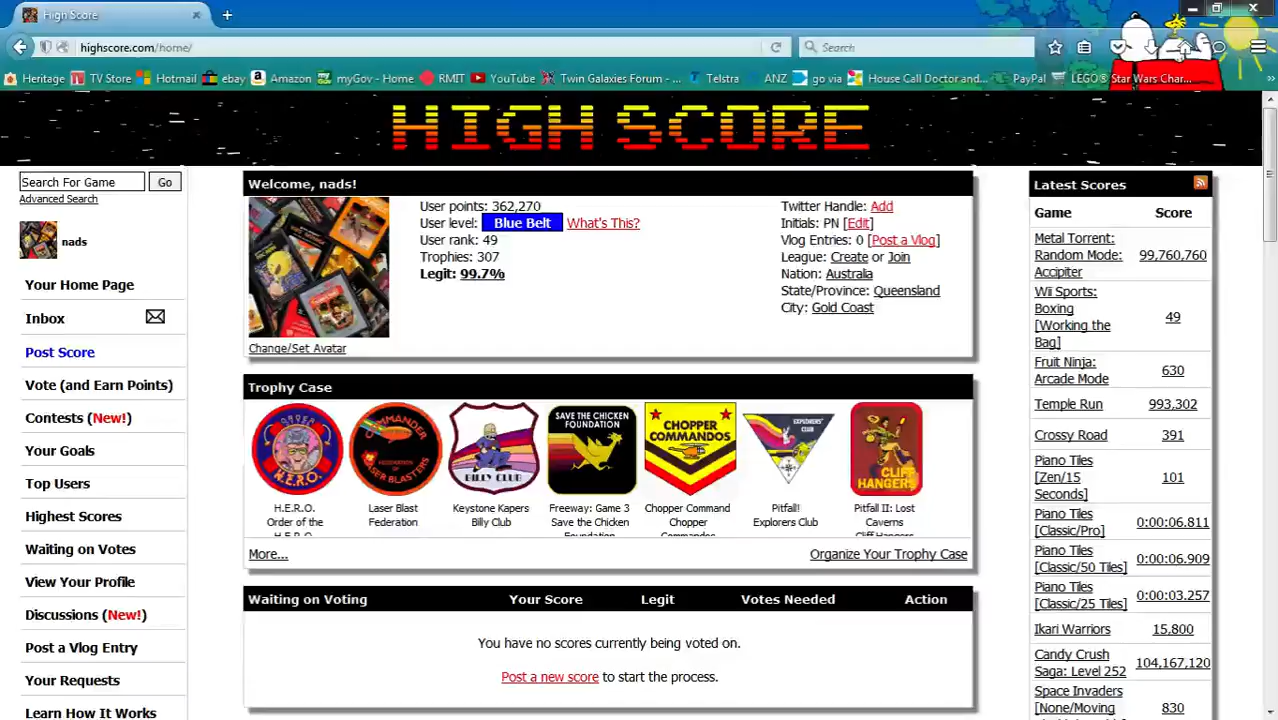 High Score
highscore.com/home/
Search
Heritage TV Store Hotmail ebay Amazon myGov - Home RMIT YouTube Twin Galaxies Forum - ... Telstra ANZ go via House Call Doctor and... PayPal LEGO® Star Wars Char... »
HIGH SCORE
Search For Game Go
Advanced Search
nads
Your Home Page
Inbox
Post Score
Vote (and Earn Points)
Contests (New!)
Your Goals
Top Users
Highest Scores
Waiting on Votes
View Your Profile
Discussions (New!)
Post a Vlog Entry
Your Requests
Learn How It Works
Welcome, nads!
User points: 362,270
User level: Blue Belt What's This?
User rank: 49
Trophies: 307
Legit: 99.7%
Twitter Handle: Add
Initials: PN [Edit]
Vlog Entries: 0 [Post a Vlog]
League: Create or Join
Nation: Australia
State/Province: Queensland
City: Gold Coast
Change/Set Avatar
Trophy Case
H.E.R.O.
COMMANDER
BILLY CLUB
SAVE THE CHICKEN
FOUNDATION
CHOPPER
COMMANDOS
EXPLORERS'
CLUB
CLIFF
HANGERS
H.E.R.O.
Order of the
H.E.R.O.
Laser Blast
Federation
Keystone Kapers
Billy Club
Freeway: Game 3
Save the Chicken
Foundation
Chopper Command
Chopper
Commandos
Pitfall!
Explorers Club
Pitfall II: Lost
Caverns
Cliff Hangers
More...
Organize Your Trophy Case
Waiting on Voting Your Score Legit Votes Needed Action
You have no scores currently being voted on.
Post a new score to start the process.
Latest Scores
Game Score
Metal Torrent:
Random Mode: 99,760,760
Accipiter
Wii Sports:
Boxing
[Working the 49
Bag]
Fruit Ninja: 630
Arcade Mode
Temple Run 993,302
Crossy Road 391
Piano Tiles
[Zen/15 101
Seconds]
Piano Tiles 0:00:06.811
[Classic/Pro]
Piano Tiles 0:00:06.909
[Classic/50 Tiles]
Piano Tiles 0:00:03.257
[Classic/25 Tiles]
Ikari Warriors 15,800
Candy Crush 104,167,120
Saga: Level 252
Space Invaders
[None/Moving 830